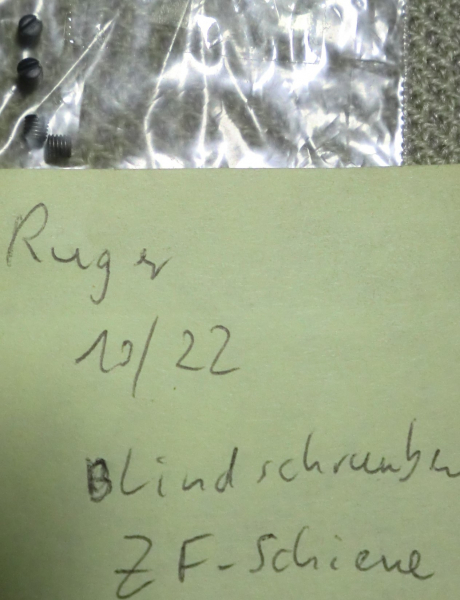 Ruger
10/22
Blindschrauben
ZF-Schiene